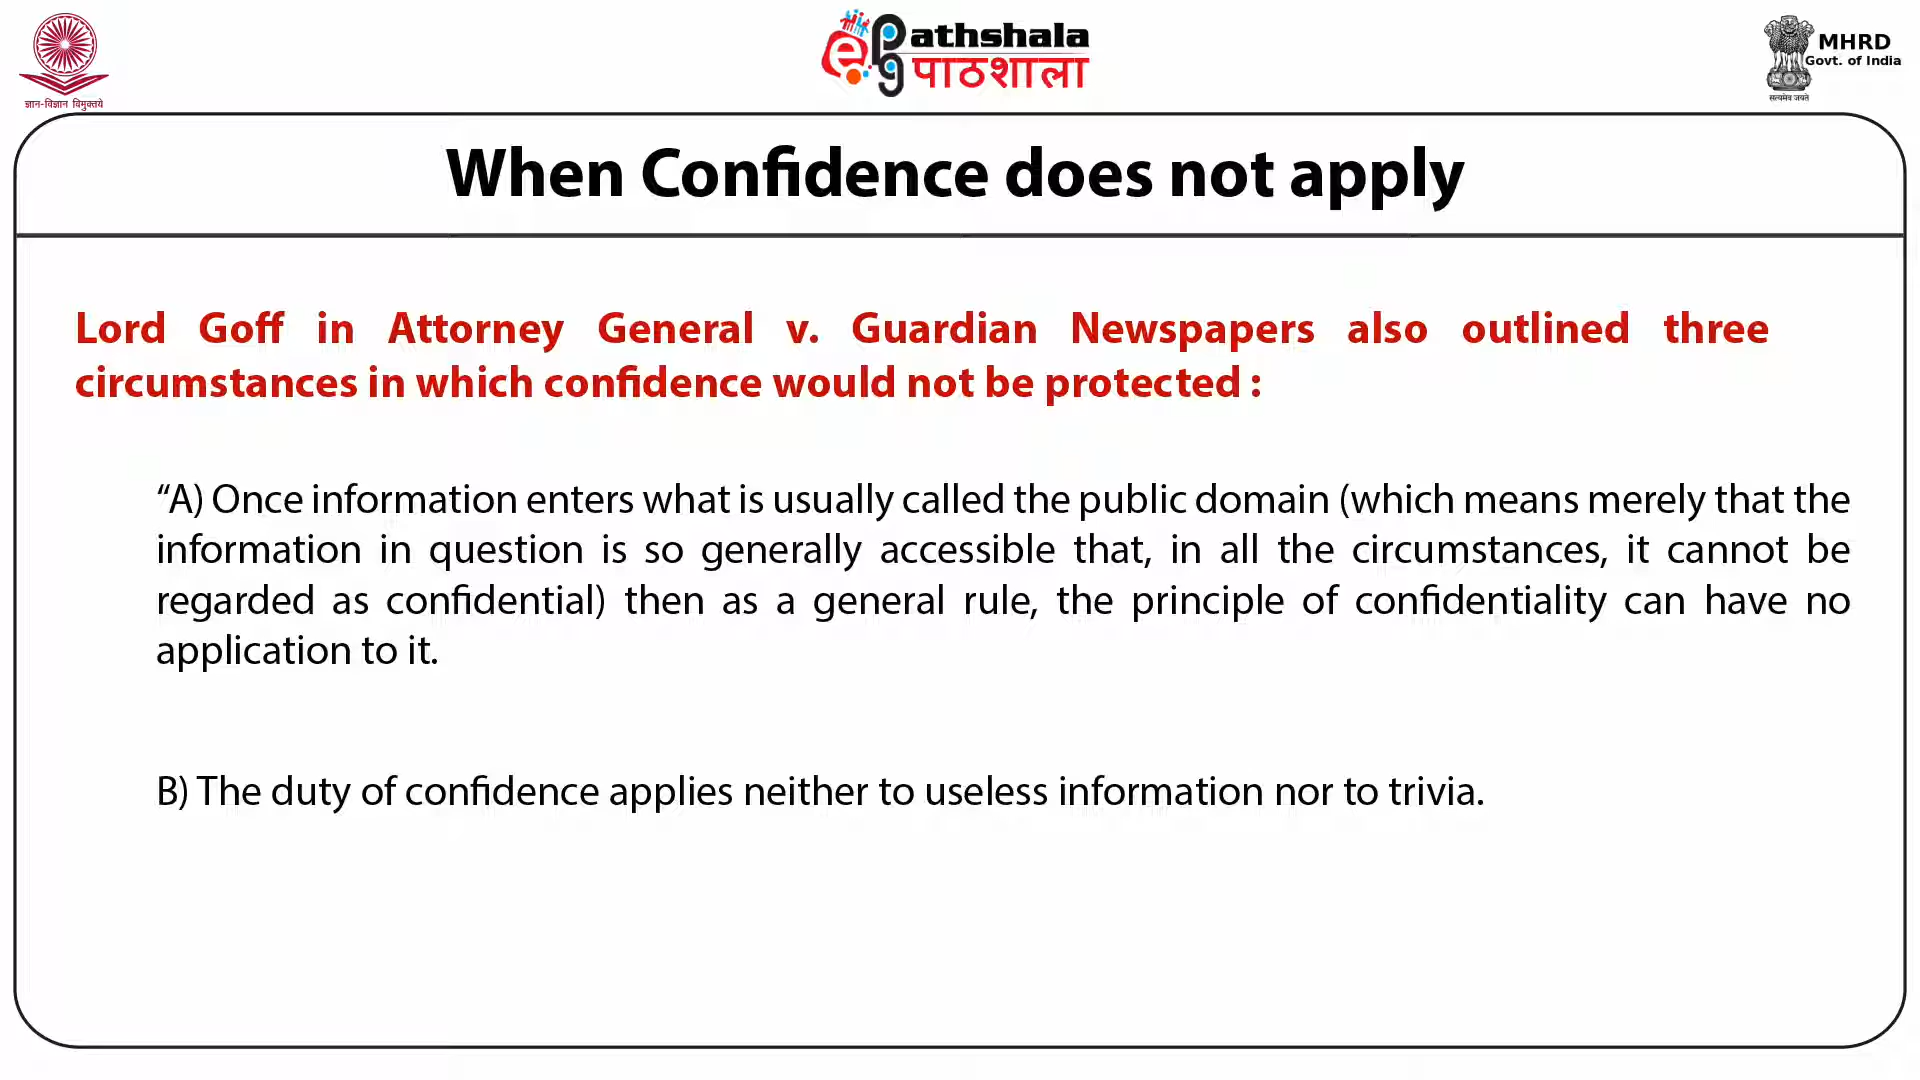 ज्ञान-विज्ञान विमुक्तये
e Pg athshala
पाठशाला
MHRD
Govt. of India
सत्यमेव जयते
When Confidence does not apply
Lord Goff in Attorney General v. Guardian Newspapers also outlined three
circumstances in which confidence would not be protected :
“A) Once information enters what is usually called the public domain (which means merely that the
information in question is so generally accessible that, in all the circumstances, it cannot be
regarded as confidential) then as a general rule, the principle of confidentiality can have no
application to it.
B) The duty of confidence applies neither to useless information nor to trivia.